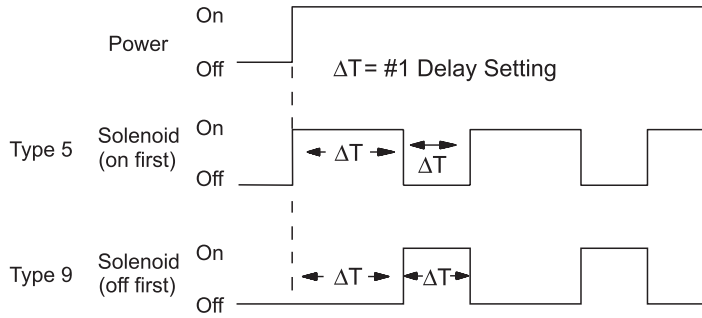 On
Power
Off
ΔT= #1 Delay Setting
On
Type 5 Solenoid (on first)
ΔT
ΔT
Off
On
Type 9 Solenoid (off first)
ΔT
ΔT
Off